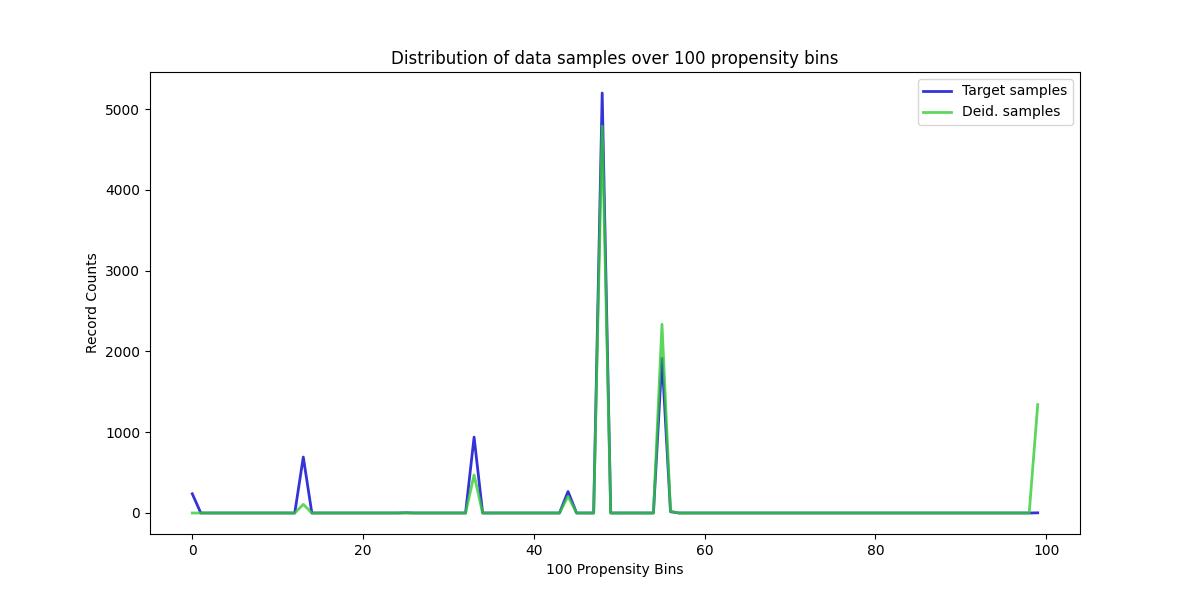 Distribution of data samples over 100 propensity bins
Target samples
Deid. samples
5000
4000
3000
2000
1000
0
Record Counts
0 20 40 60 80 100
100 Propensity Bins